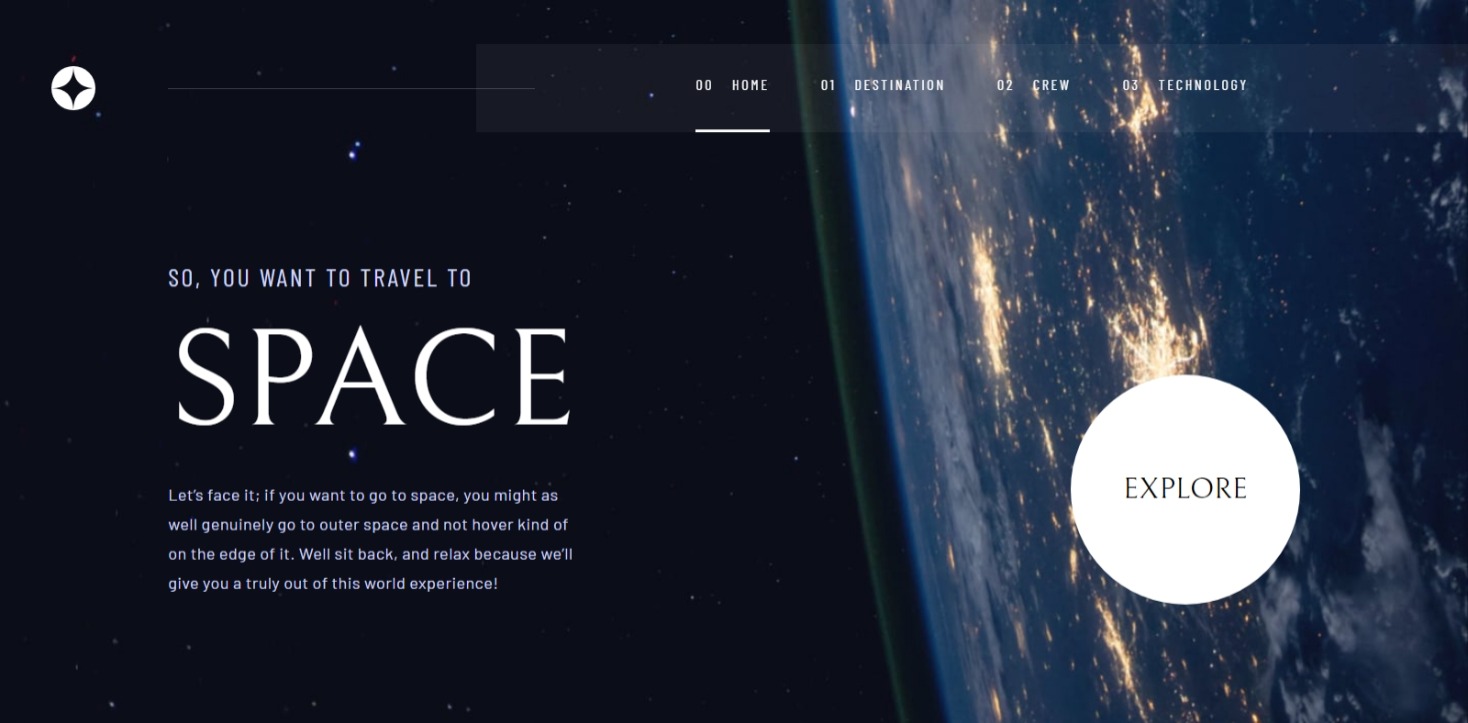 00 HOME 01 DESTINATION 02 CREW 03 TECHNOLOGY
SO, YOU WANT TO TRAVEL TO
SPACE
Let’s face it; if you want to go to space, you might as
well genuinely go to outer space and not hover kind of
on the edge of it. Well sit back, and relax because we’ll
give you a truly out of this world experience!
EXPLORE